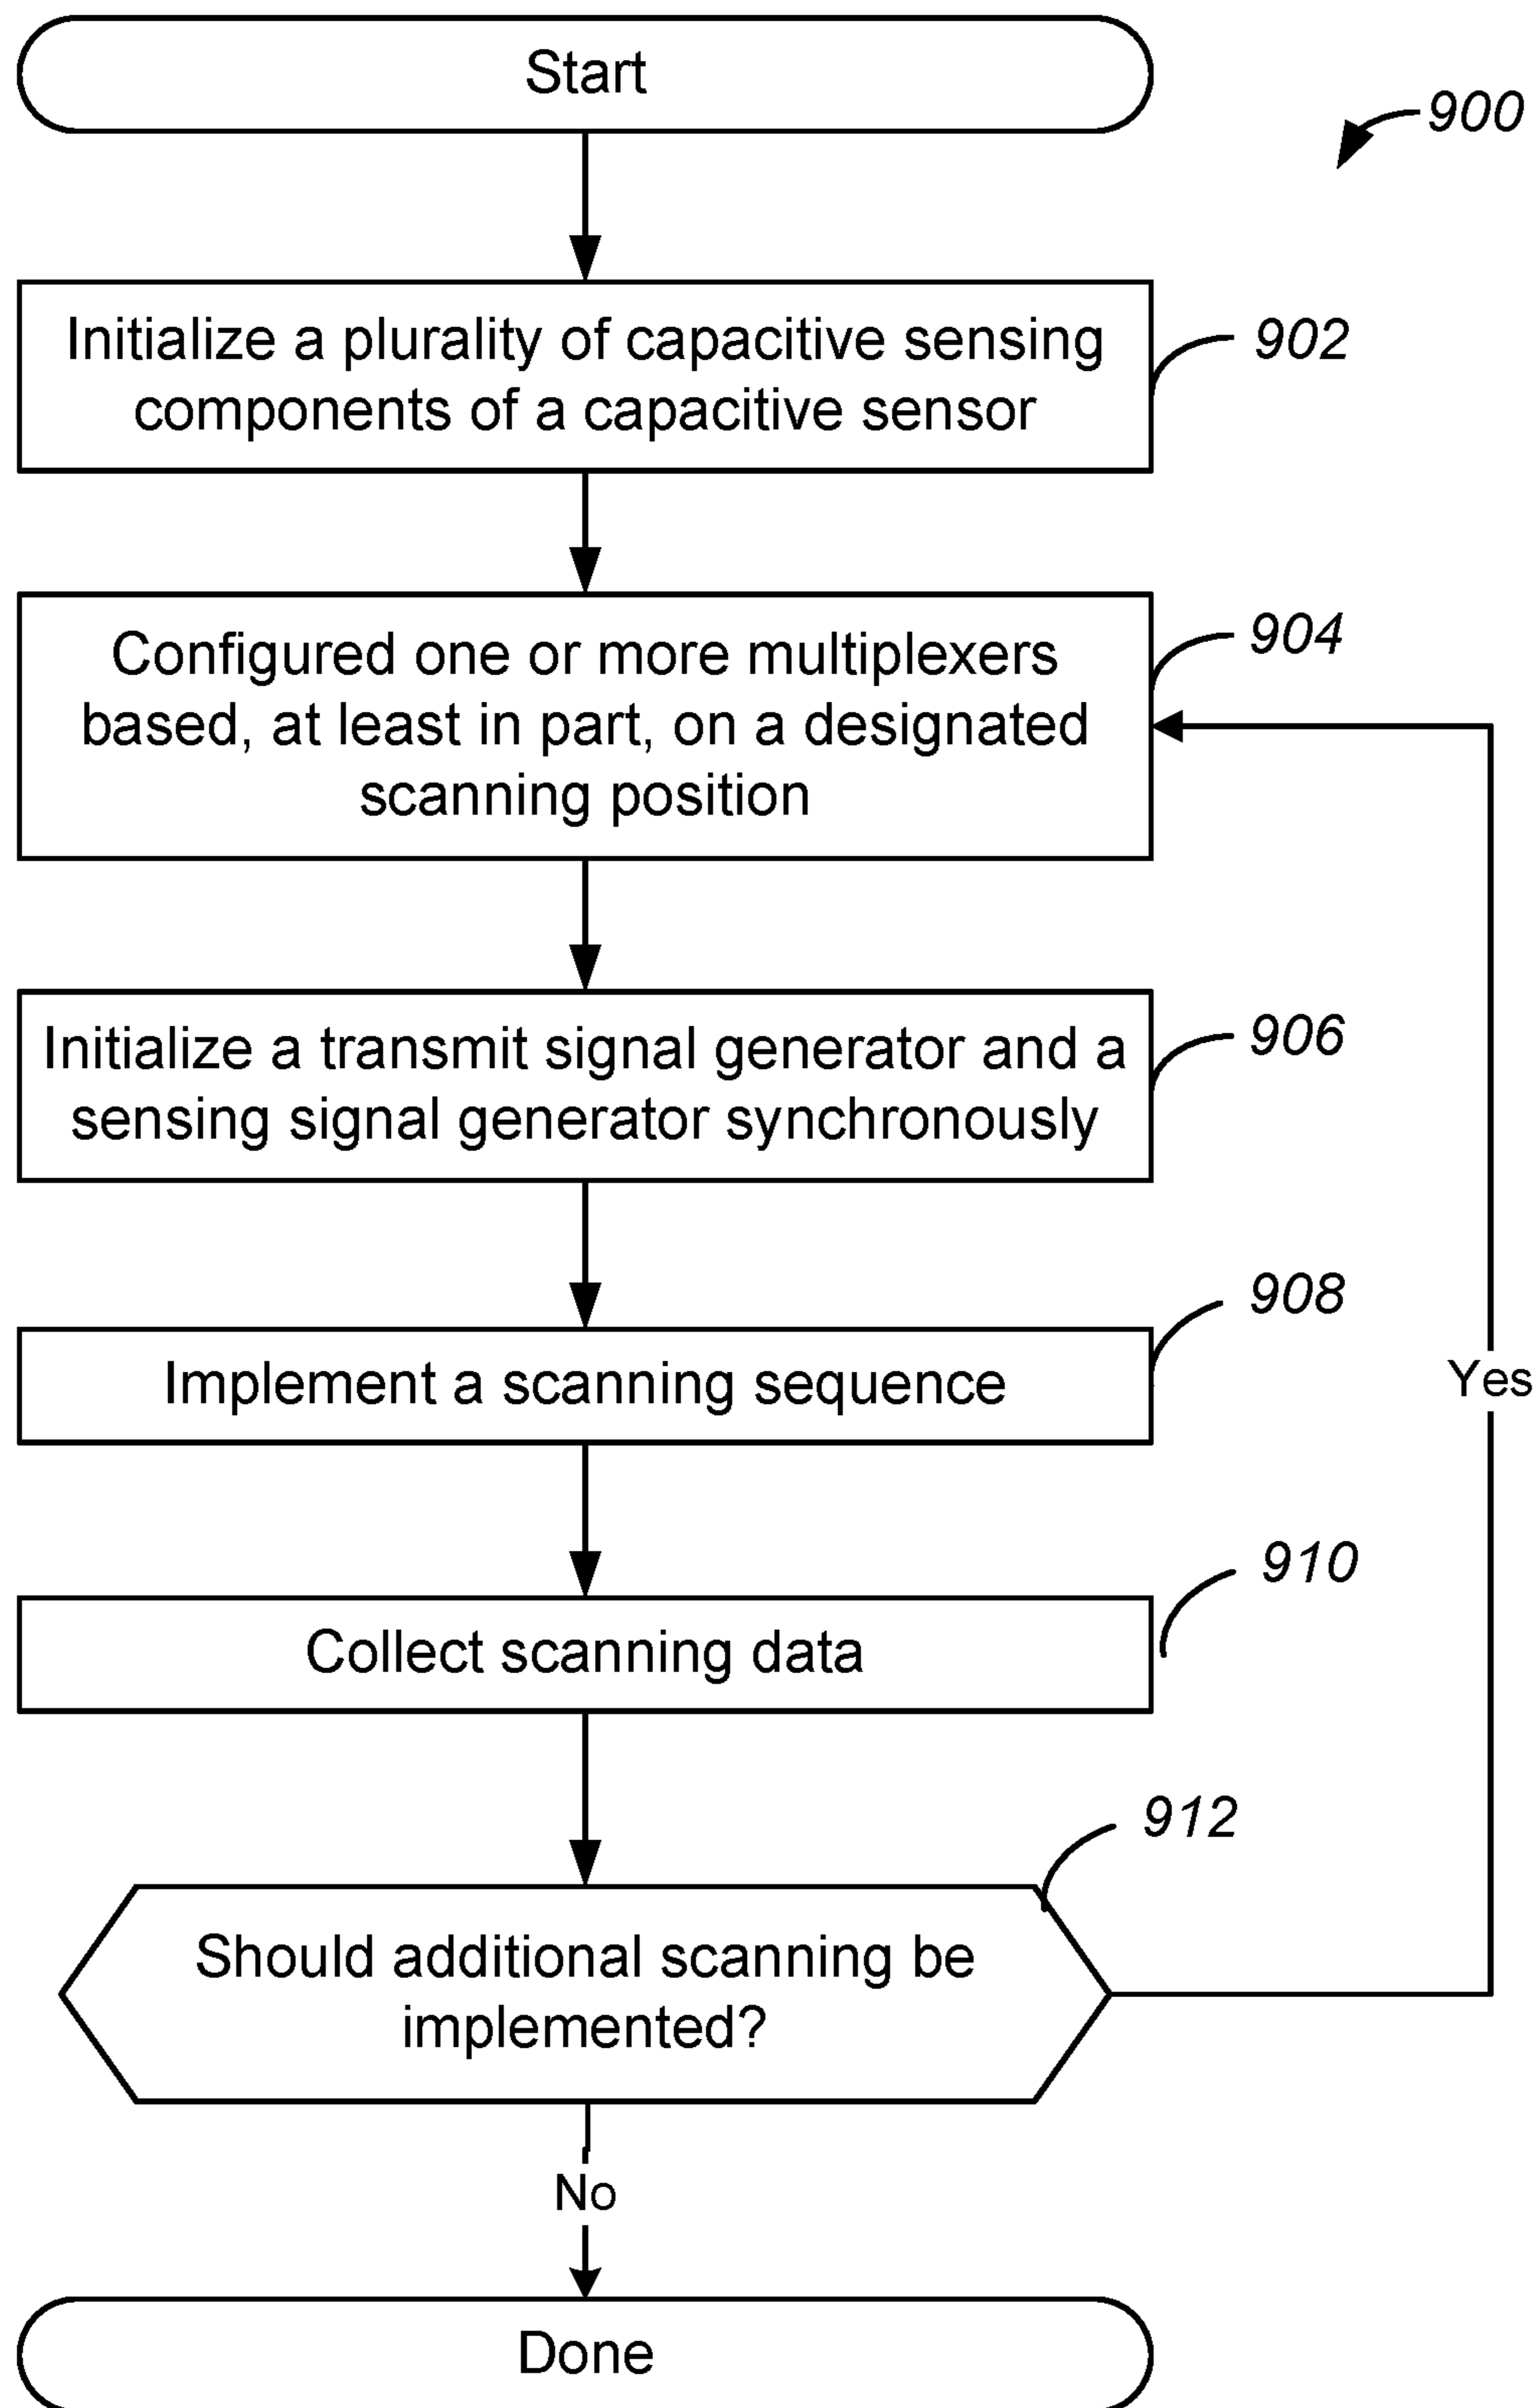 Start
900
Initialize a plurality of capacitive sensing
components of a capacitive sensor
902
Configured one or more multiplexers
based, at least in part, on a designated
scanning position
904
Initialize a transmit signal generator and a
sensing signal generator synchronously
906
Implement a scanning sequence
908
Yes
Collect scanning data
910
Should additional scanning be
implemented?
912
No
Done